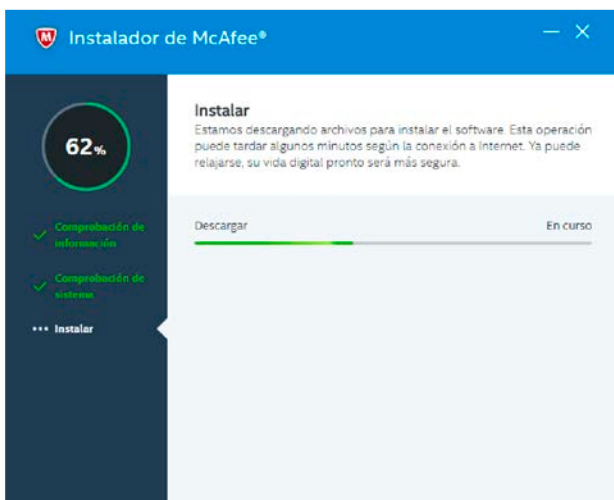 Instalador de McAfee®
62%
Comprobación de
información
Comprobación de
sistema
Instalar
Instalar
Estamos descargando archivos para instalar el software. Esta operación
puede tardar algunos minutos según la conexión a Internet. Ya puede
relajarse, su vida digital pronto será más segura.
Descargar
En curso